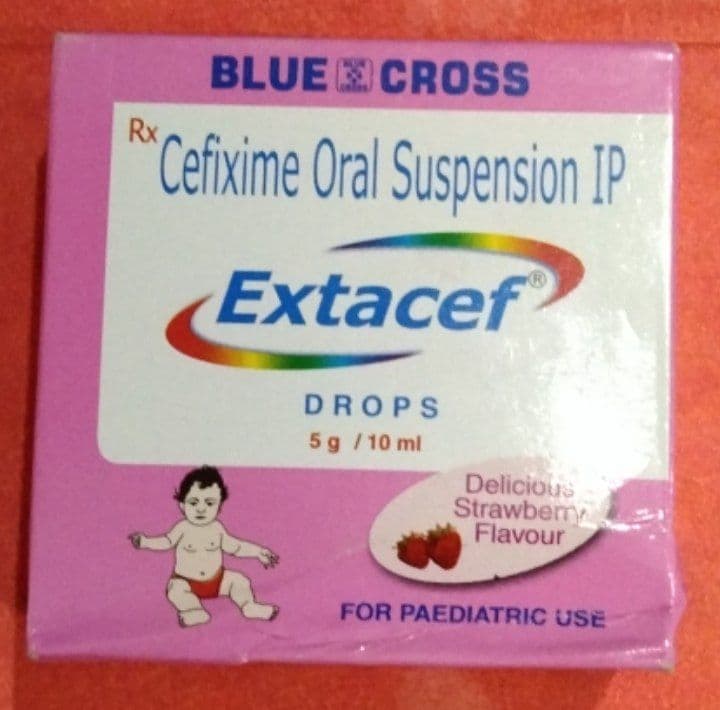 BLUE CROSS
Rx
Cefixime Oral Suspension IP
Extacef®
DROPS
5 g / 10 ml
Delicious
Strawberry
Flavour
FOR PAEDIATRIC USE